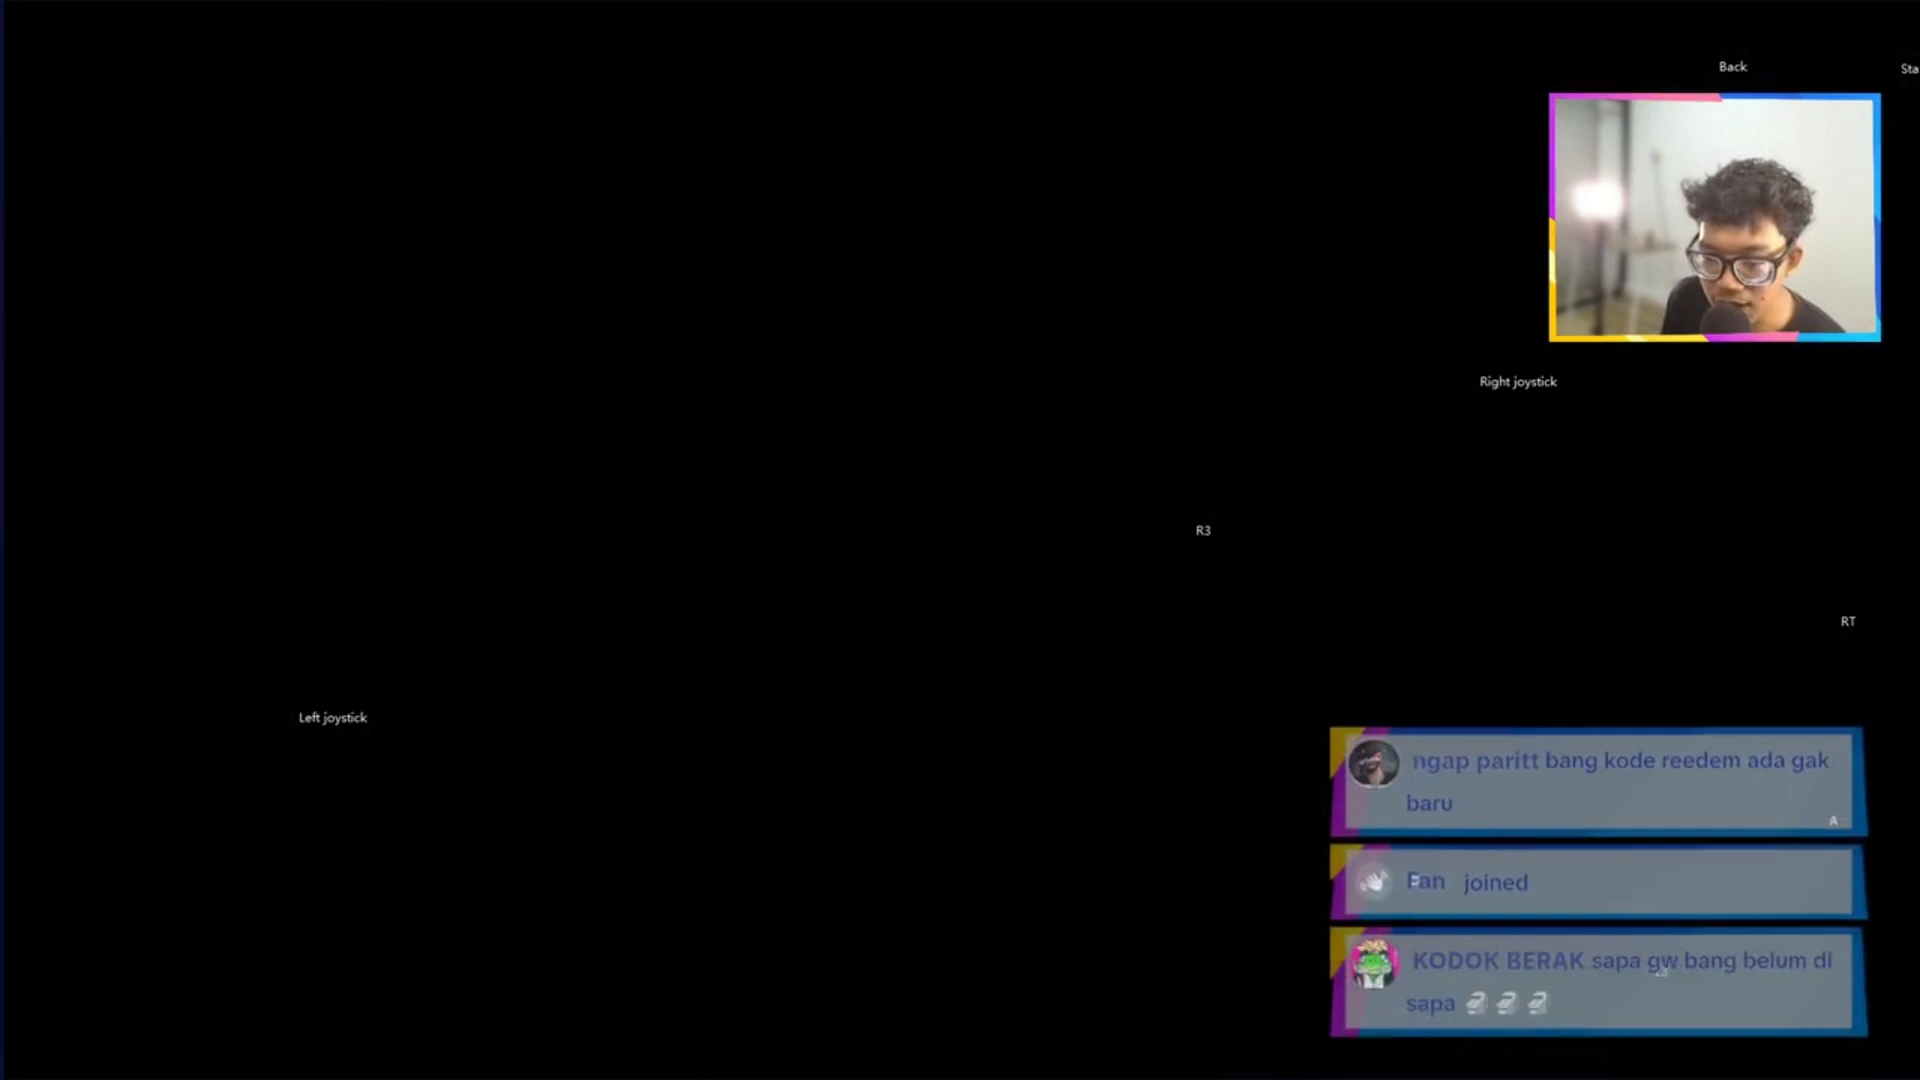 Back
Sta
Right joystick
R3
RT
Left joystick
ngap paritt bang kode reedem ada gak
baru
A
Fan joined
KODOK BERAK sapa gw bang belum di
sapa